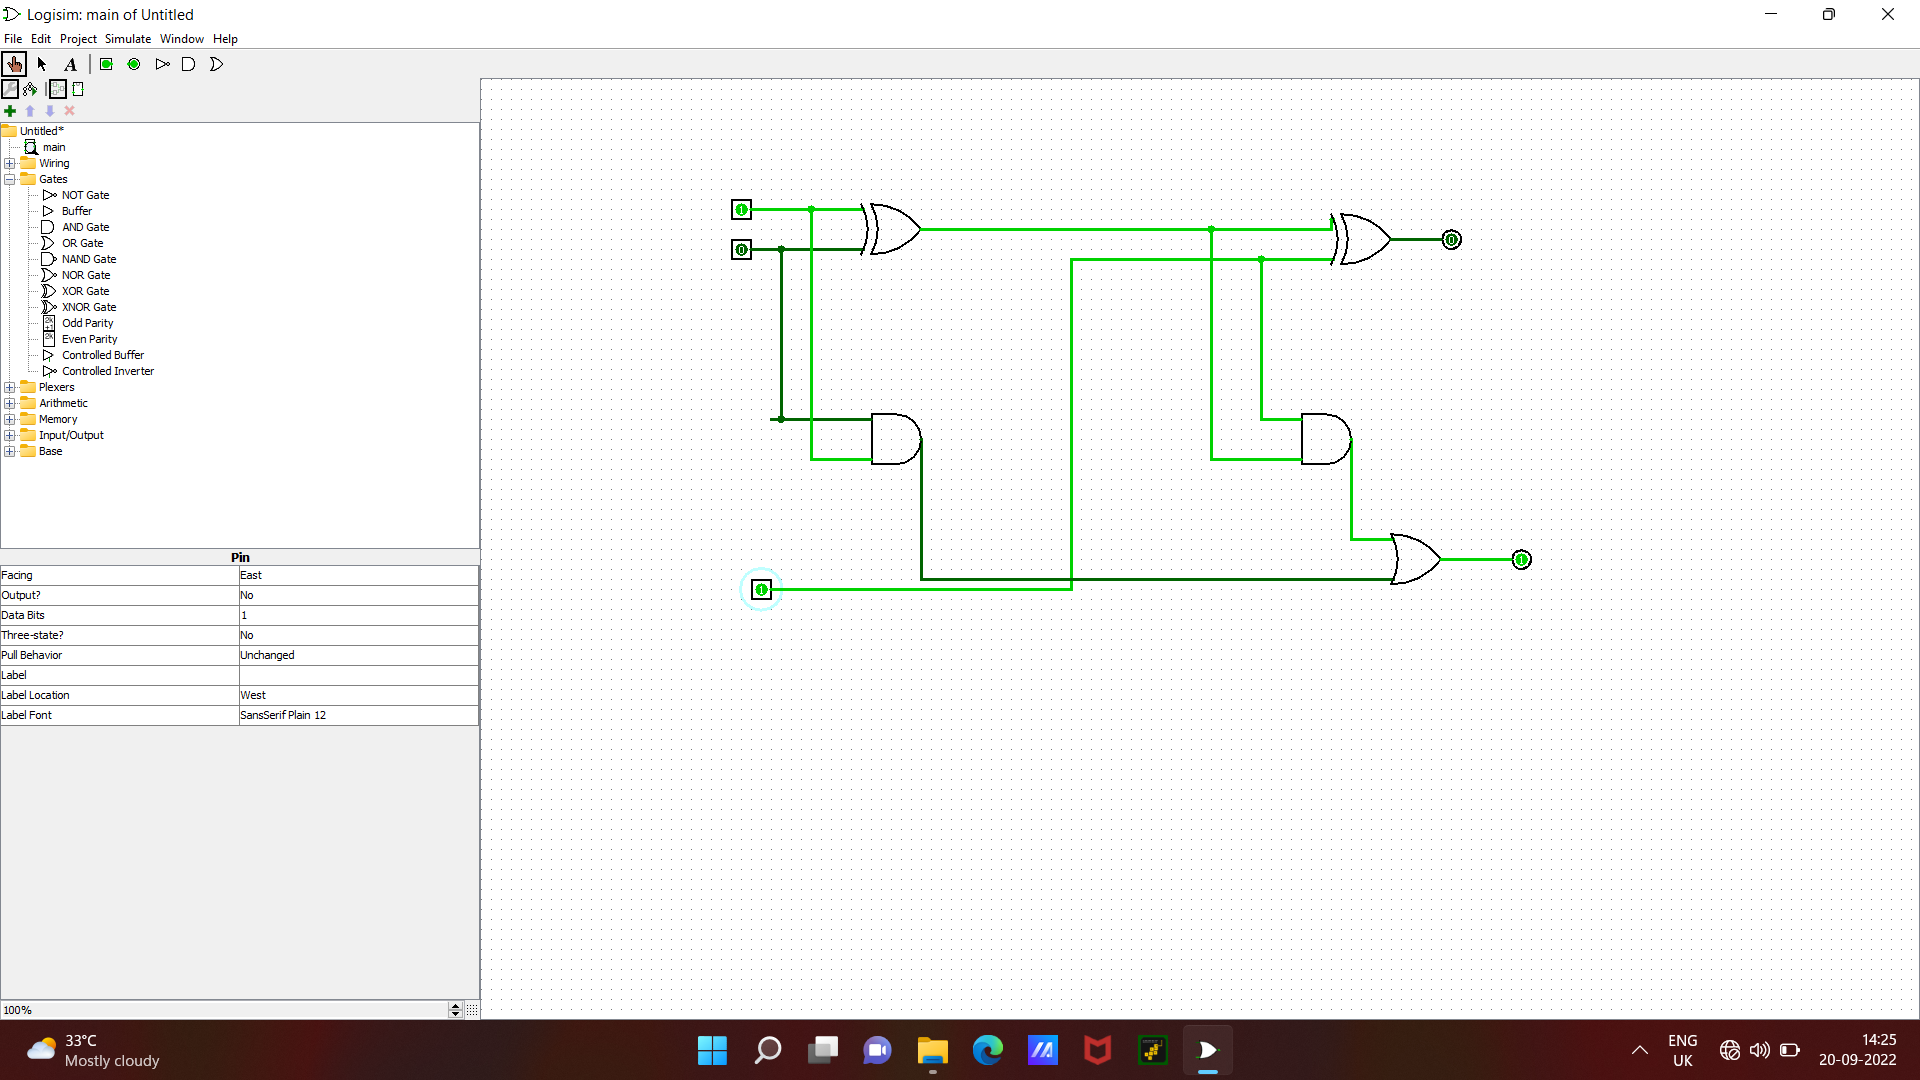 Logisim: main of Untitled
File Edit Project Simulate Window Help
A
Untitled*
main
Wiring
Gates
NOT Gate
Buffer
AND Gate
OR Gate
NAND Gate
NOR Gate
XOR Gate
XNOR Gate
Odd Parity
Even Parity
Controlled Buffer
Controlled Inverter
Plexers
Arithmetic
Memory
Input/Output
Base
Pin
Facing East
Output? No
Data Bits 1
Three-state? No
Pull Behavior Unchanged
Label
Label Location West
Label Font SansSerif Plain 12
100%
1
0
0
1
1
33°C
Mostly cloudy
ENG
UK
14:25
20-09-2022